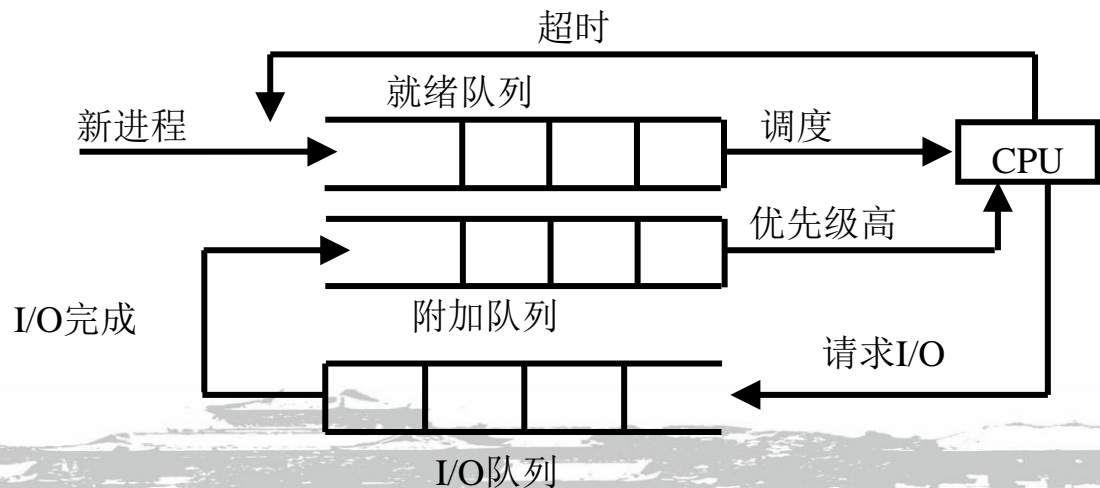 超时
就绪队列
新进程
调度
CPU
优先级高
I/O完成
附加队列
请求I/O
I/O队列